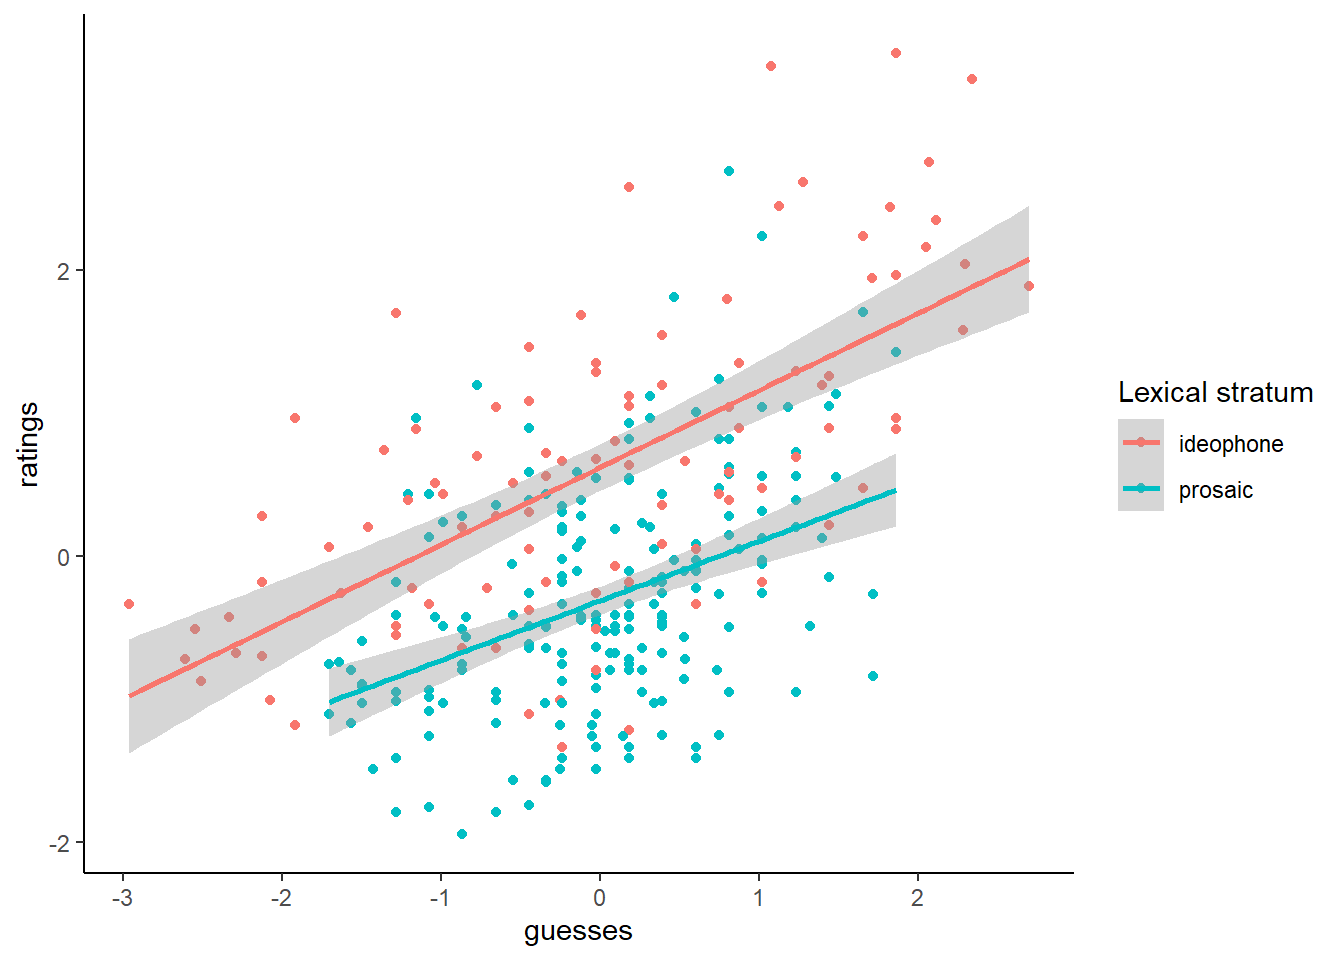 ratings
2
0
-2
-3 -2 -1 0 1 2
guesses
Lexical stratum
ideophone
prosaic